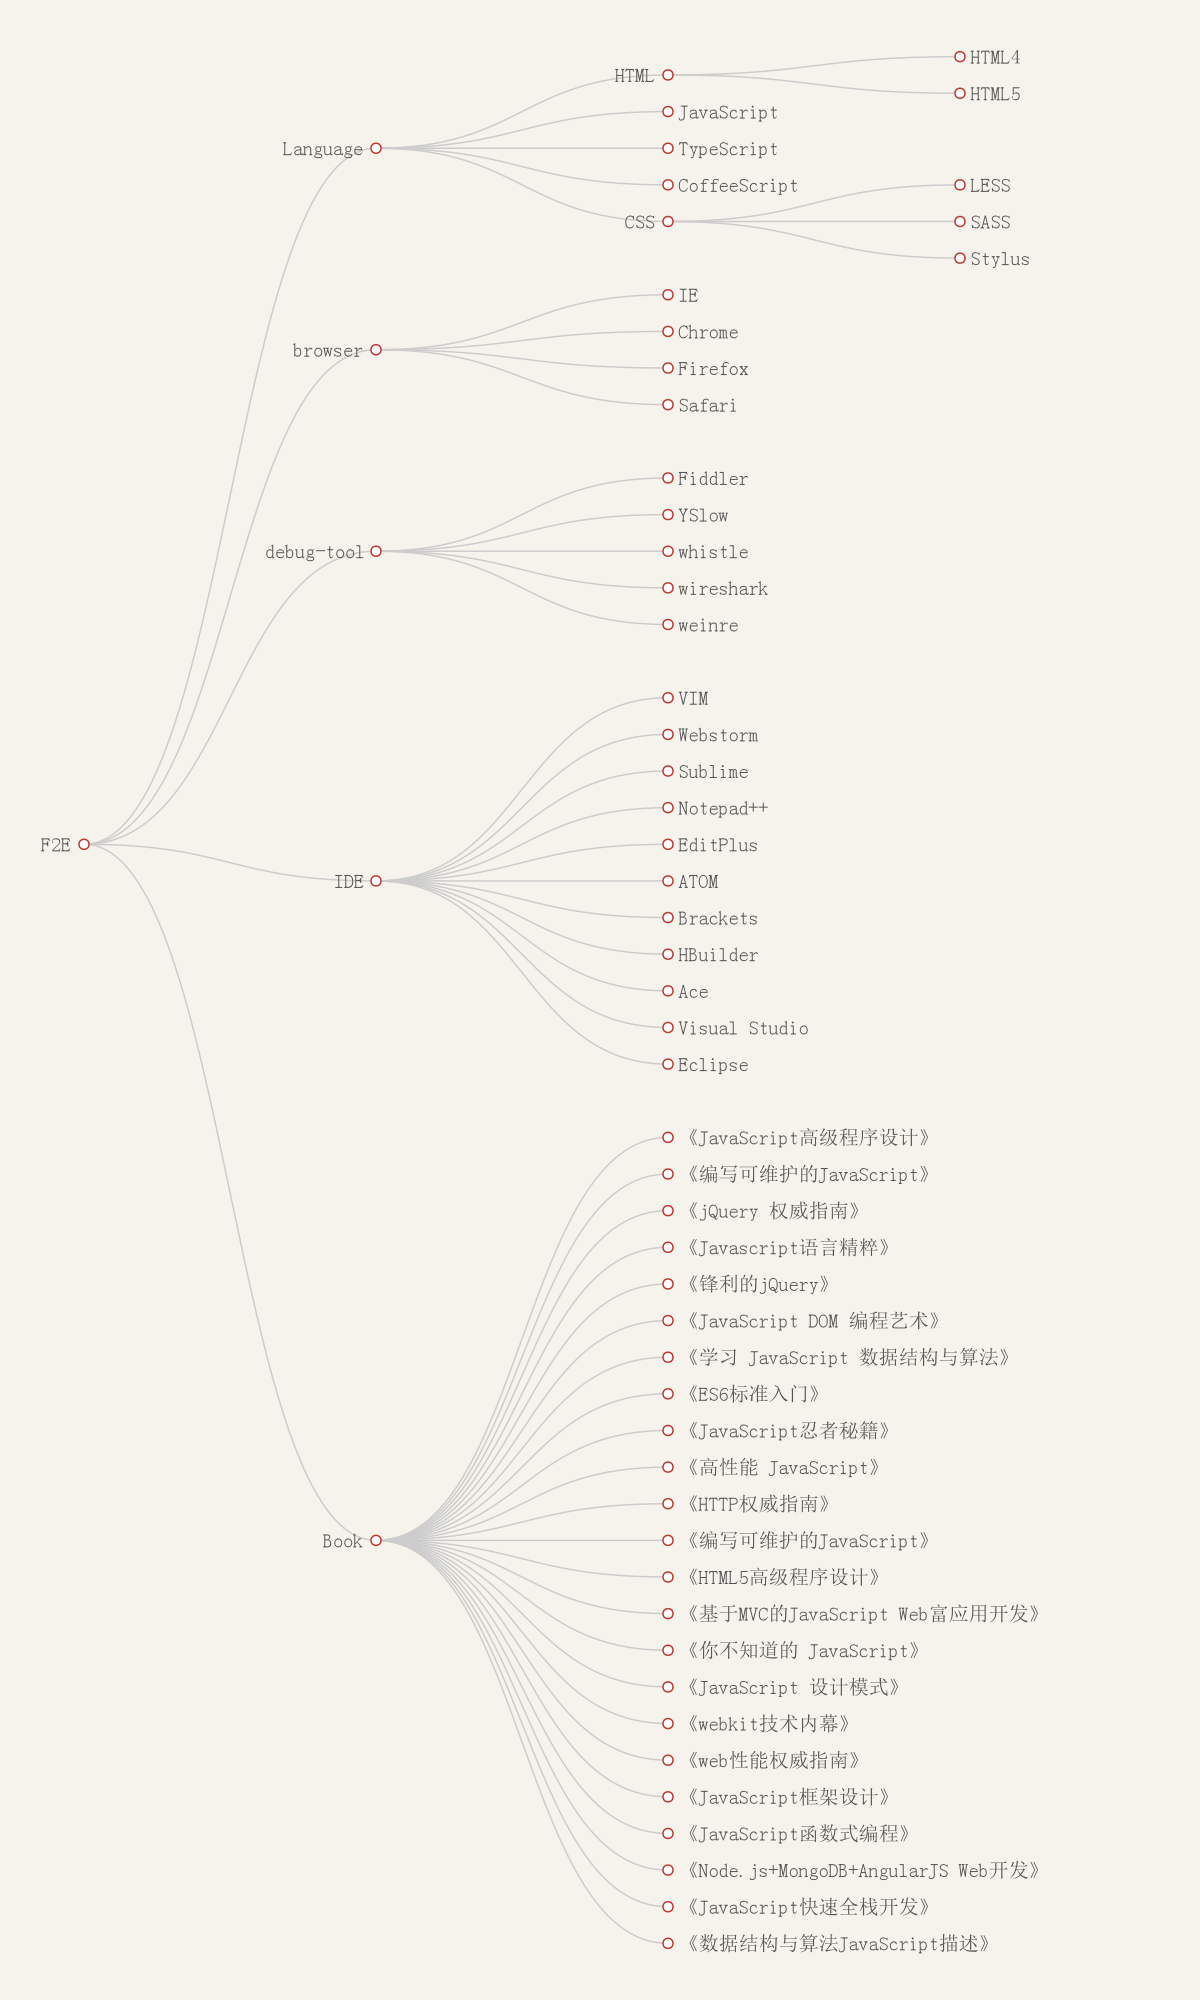 F2E
Language
HTML
HTML4
HTML5
JavaScript
TypeScript
CoffeeScript
CSS
LESS
SASS
Stylus
browser
IE
Chrome
Firefox
Safari
debug-tool
Fiddler
YSlow
whistle
wireshark
weinre
IDE
VIM
Webstorm
Sublime
Notepad++
EditPlus
ATOM
Brackets
HBuilder
Ace
Visual Studio
Eclipse
Book
《JavaScript高级程序设计》
《编写可维护的JavaScript》
《jQuery 权威指南》
《Javascript语言精粹》
《锋利的jQuery》
《JavaScript DOM 编程艺术》
《学习 JavaScript 数据结构与算法》
《ES6标准入门》
《JavaScript忍者秘籍》
《高性能 JavaScript》
《HTTP权威指南》
《编写可维护的JavaScript》
《HTML5高级程序设计》
《基于MVC的JavaScript Web富应用开发》
《你不知道的 JavaScript》
《JavaScript 设计模式》
《webkit技术内幕》
《web性能权威指南》
《JavaScript框架设计》
《JavaScript函数式编程》
《Node.js+MongoDB+AngularJS Web开发》
《JavaScript快速全栈开发》
《数据结构与算法JavaScript描述》